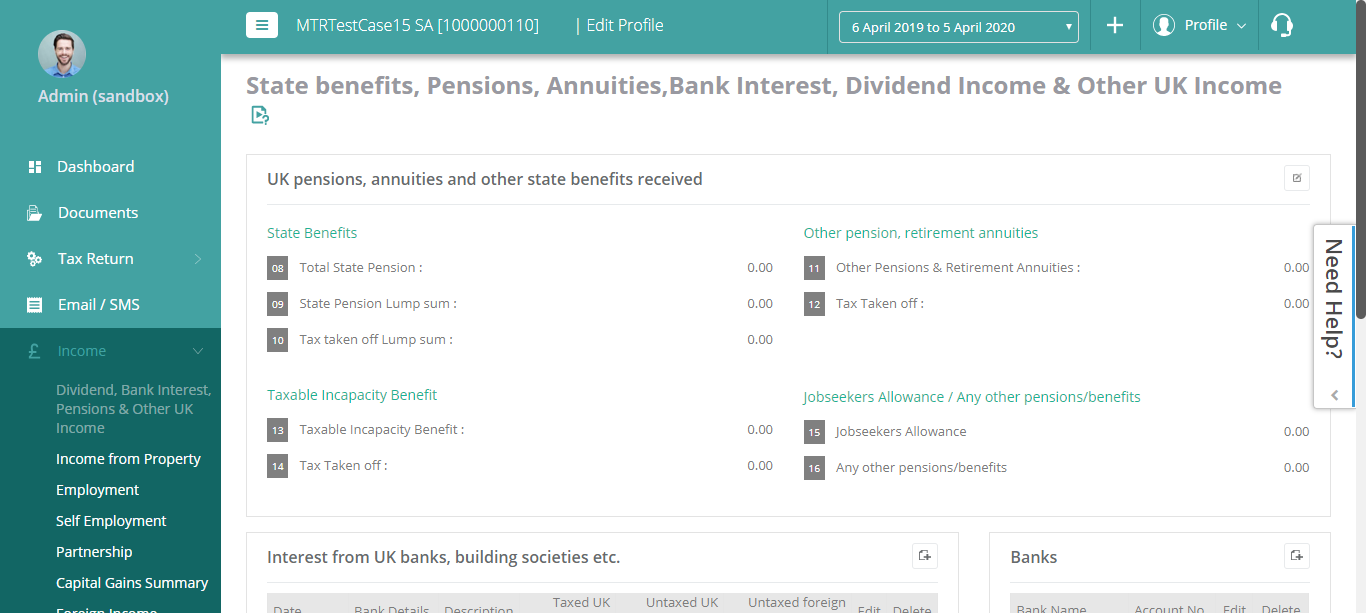 MTRTestCase15 SA [1000000110] | Edit Profile
6 April 2019 to 5 April 2020
Profile
Admin (sandbox)
Dashboard
Documents
Tax Return
Email / SMS
£ Income
Dividend, Bank Interest,
Pensions & Other UK
Income
Income from Property
Employment
Self Employment
Partnership
Capital Gains Summary
Foreign Income
State benefits, Pensions, Annuities,Bank Interest, Dividend Income & Other UK Income
UK pensions, annuities and other state benefits received
State Benefits
08 Total State Pension : 0.00
09 State Pension Lump sum : 0.00
10 Tax taken off Lump sum : 0.00
Other pension, retirement annuities
11 Other Pensions & Retirement Annuities : 0.00
12 Tax Taken off : 0.00
Taxable Incapacity Benefit
13 Taxable Incapacity Benefit : 0.00
14 Tax Taken off : 0.00
Jobseekers Allowance / Any other pensions/benefits
15 Jobseekers Allowance 0.00
16 Any other pensions/benefits 0.00
Need Help?
Interest from UK banks, building societies etc.
Date Bank Details Description Taxed UK Untaxed UK Untaxed foreign Edit Delete
Banks
Bank Name Account No Edit Delete